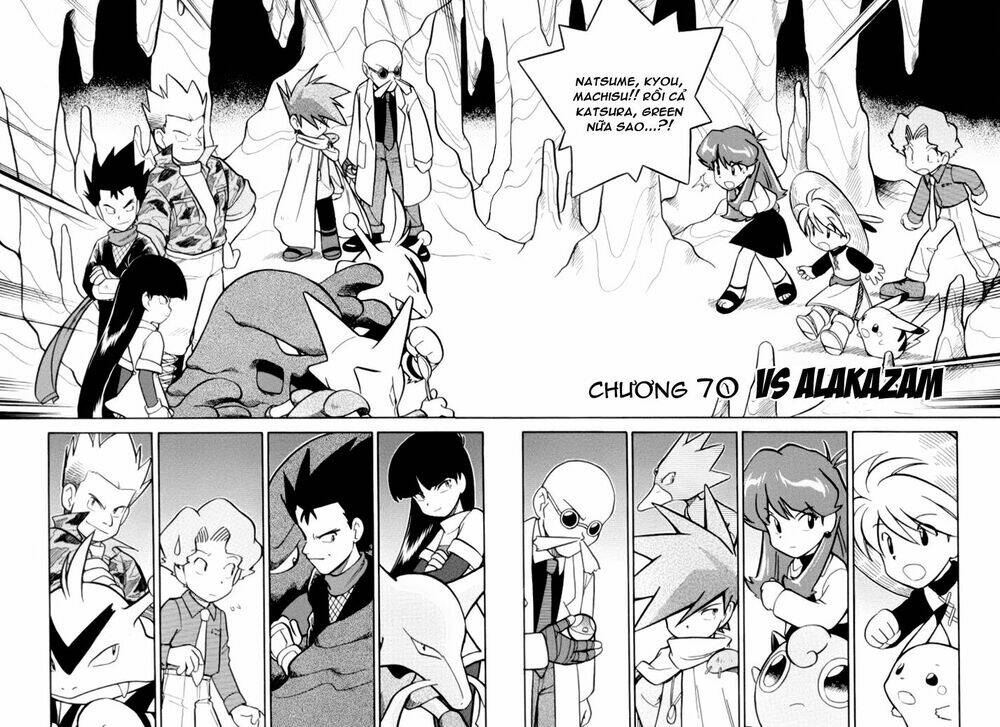 NATSUME, KYOU,
MACHISU!! RỒI CẢ
KATSURA, GREEN
NỮA SAO...?!
CHƯƠNG 70 VS ALAKAZAM